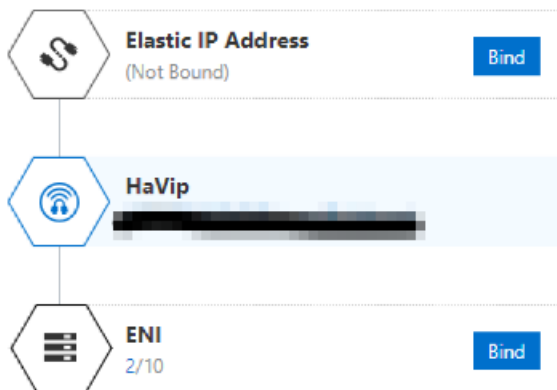 Elastic IP Address
(Not Bound)
Bind
HaVip
ENI
2/10
Bind